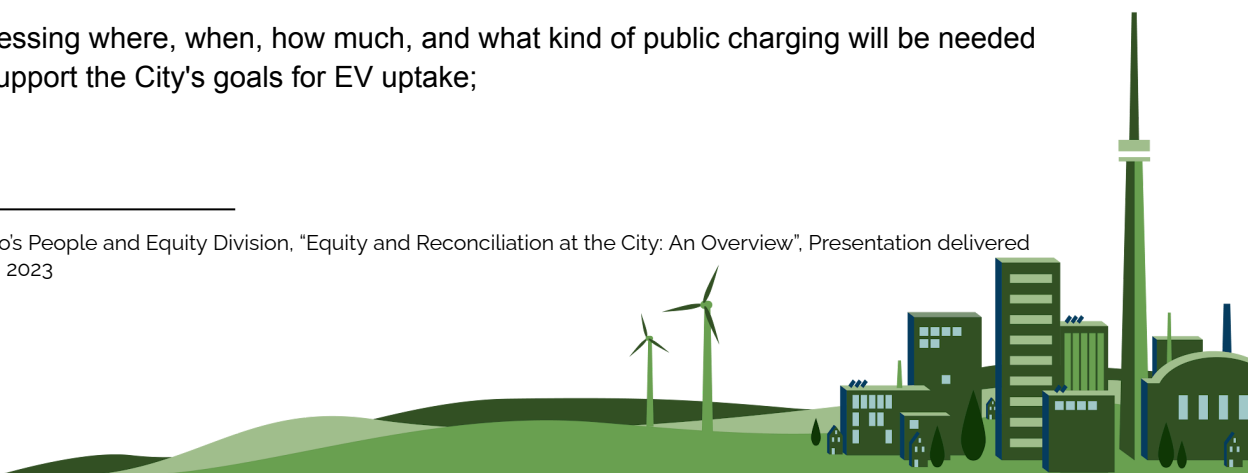 essing where, when, how much, and what kind of public charging will be needed
upport the City's goals for EV uptake;
o’s People and Equity Division, “Equity and Reconciliation at the City: An Overview”, Presentation delivered
2023